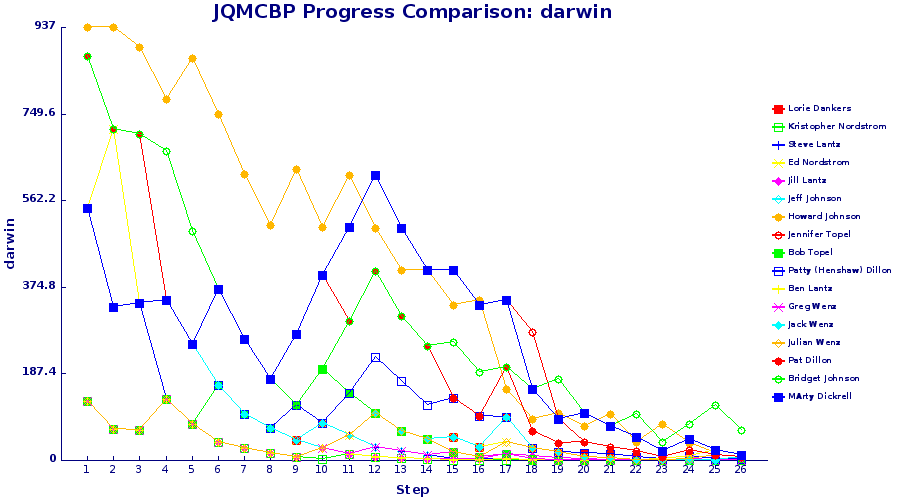 JQMCBP Progress Comparison: darwin
937
749.6
562.2
374.8
187.4
0
darwin
1 2 3 4 5 6 7 8 9 10 11 12 13 14 15 16 17 18 19 20 21 22 23 24 25 26
Step
Lorie Dankers
Kristopher Nordstrom
Steve Lantz
Ed Nordstrom
Jill Lantz
Jeff Johnson
Howard Johnson
Jennifer Topel
Bob Topel
Patty (Henshaw) Dillon
Ben Lantz
Greg Wenz
Jack Wenz
Julian Wenz
Pat Dillon
Bridget Johnson
MArty Dickrell